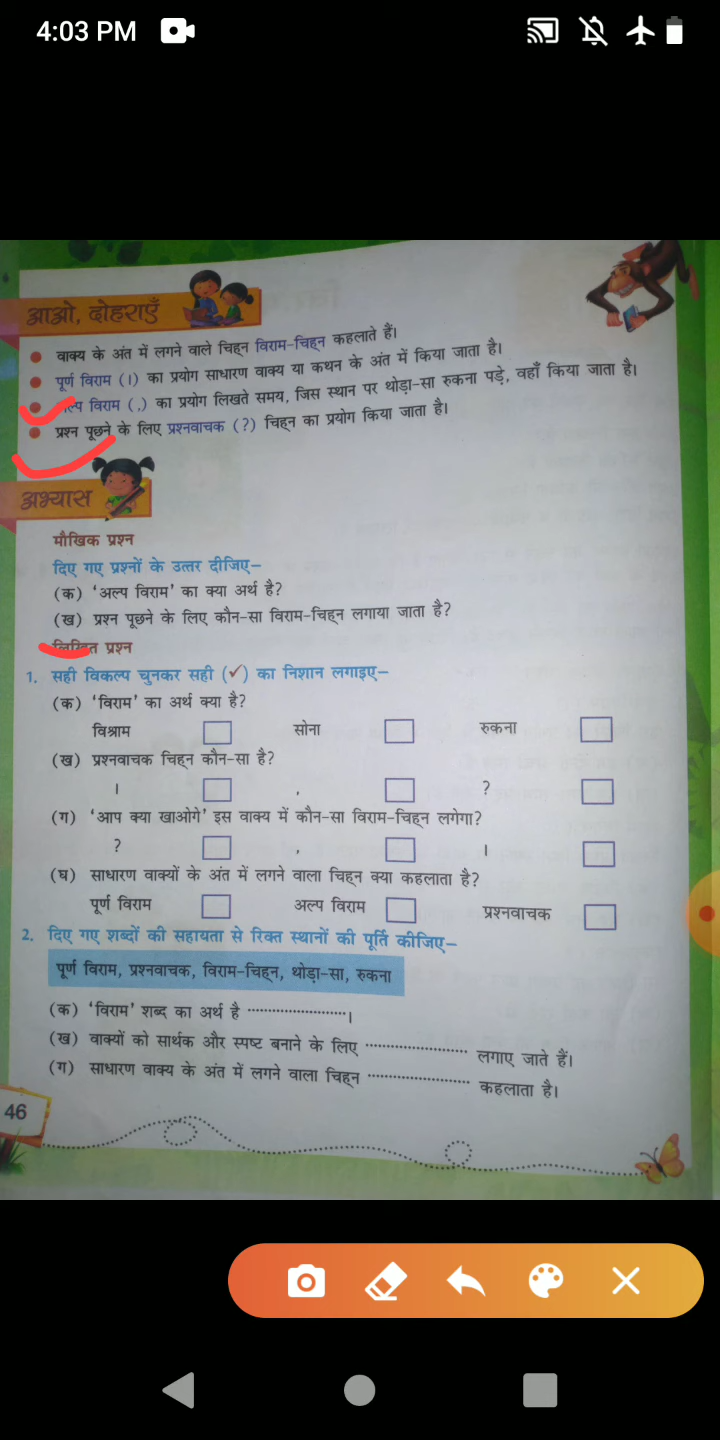 4:03 PM
आओ, दोहराएँ
वाक्य के अंत में लगने वाले चिह्न विराम-चिह्न कहलाते हैं।
पूर्ण विराम (।) का प्रयोग साधारण वाक्य या कथन के अंत में किया जाता है।
विराम (,) का प्रयोग लिखते समय, जिस स्थान पर थोड़ा-सा रुकना पड़े, वहाँ किया जाता है।
प्रश्न पूछने के लिए प्रश्नवाचक (?) चिह्न का प्रयोग किया जाता है।
अभ्यास
मौखिक प्रश्न
दिए गए प्रश्नों के उत्तर दीजिए–
(क) 'अल्प विराम' का क्या अर्थ है?
(ख) प्रश्न पूछने के लिए कौन-सा विराम-चिह्न लगाया जाता है?
लिखित प्रश्न
1. सही विकल्प चुनकर सही (✓) का निशान लगाइए–
(क) 'विराम' का अर्थ क्या है?
विश्राम सोना रुकना
(ख) प्रश्नवाचक चिह्न कौन-सा है?
। , ?
(ग) 'आप क्या खाओगे' इस वाक्य में कौन-सा विराम-चिह्न लगेगा?
? , ।
(घ) साधारण वाक्यों के अंत में लगने वाला चिह्न क्या कहलाता है?
पूर्ण विराम अल्प विराम प्रश्नवाचक
2. दिए गए शब्दों की सहायता से रिक्त स्थानों की पूर्ति कीजिए–
पूर्ण विराम, प्रश्नवाचक, विराम-चिह्न, थोड़ा-सा, रुकना
(क) 'विराम' शब्द का अर्थ है ........................।
(ख) वाक्यों को सार्थक और स्पष्ट बनाने के लिए ........................ लगाए जाते हैं।
(ग) साधारण वाक्य के अंत में लगने वाला चिह्न ........................ कहलाता है।
46